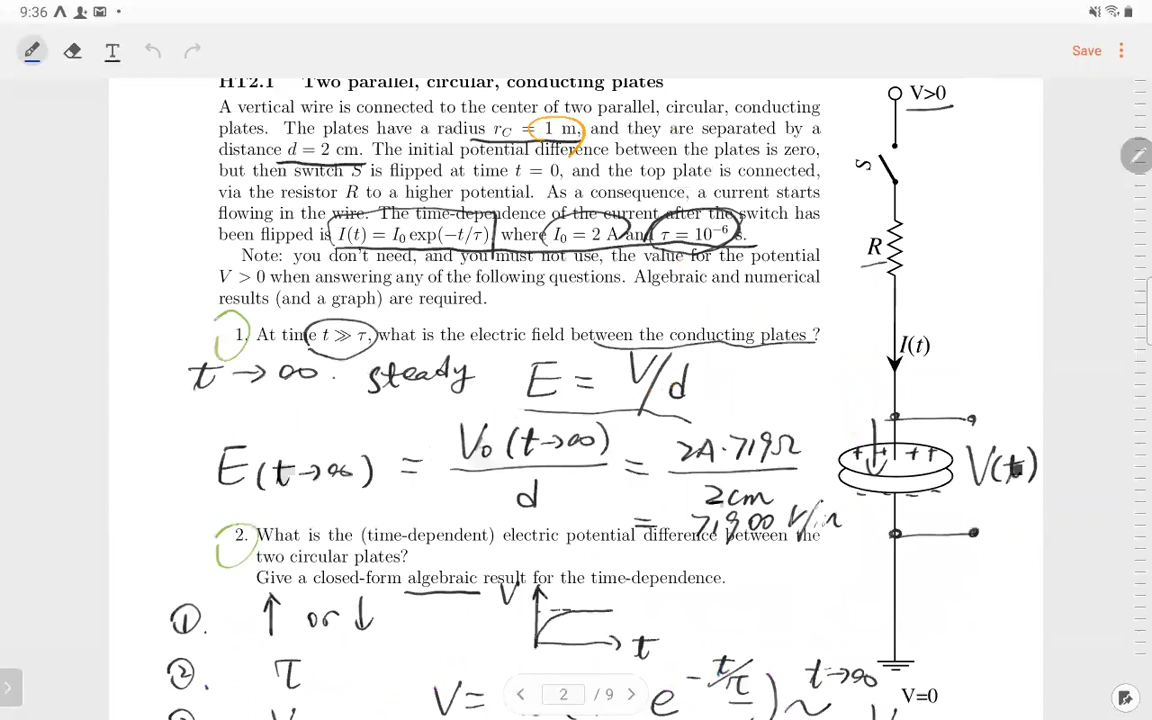 9:36
Save
HT2.1 Two parallel, circular, conducting plates
A vertical wire is connected to the center of two parallel, circular, conducting
plates. The plates have a radius r_C = 1 m, and they are separated by a
distance d = 2 cm. The initial potential difference between the plates is zero,
but then switch S is flipped at time t = 0, and the top plate is connected,
via the resistor R to a higher potential. As a consequence, a current starts
flowing in the wire. The time-dependence of the current after the switch has
been flipped is I(t) = I₀ exp(−t/τ), where I₀ = 2 A and τ = 10⁻⁶ s.
Note: you don't need, and you must not use, the value for the potential
V > 0 when answering any of the following questions. Algebraic and numerical
results (and a graph) are required.
1. At time t ≫ τ, what is the electric field between the conducting plates ?
t → ∞. steady E = V/d
E(t→∞) = V₀(t→∞) / d = 2A·719Ω / 2cm
= 71900 V/m
2. What is the (time-dependent) electric potential difference between the
two circular plates?
Give a closed-form algebraic result for the time-dependence.
①. ↑ or ↓
V
t
②. τ
V=
e^(-t/τ)) ~
t→∞
2 / 9
V>0
S
R
I(t)
+ + + +
V(t)
V=0